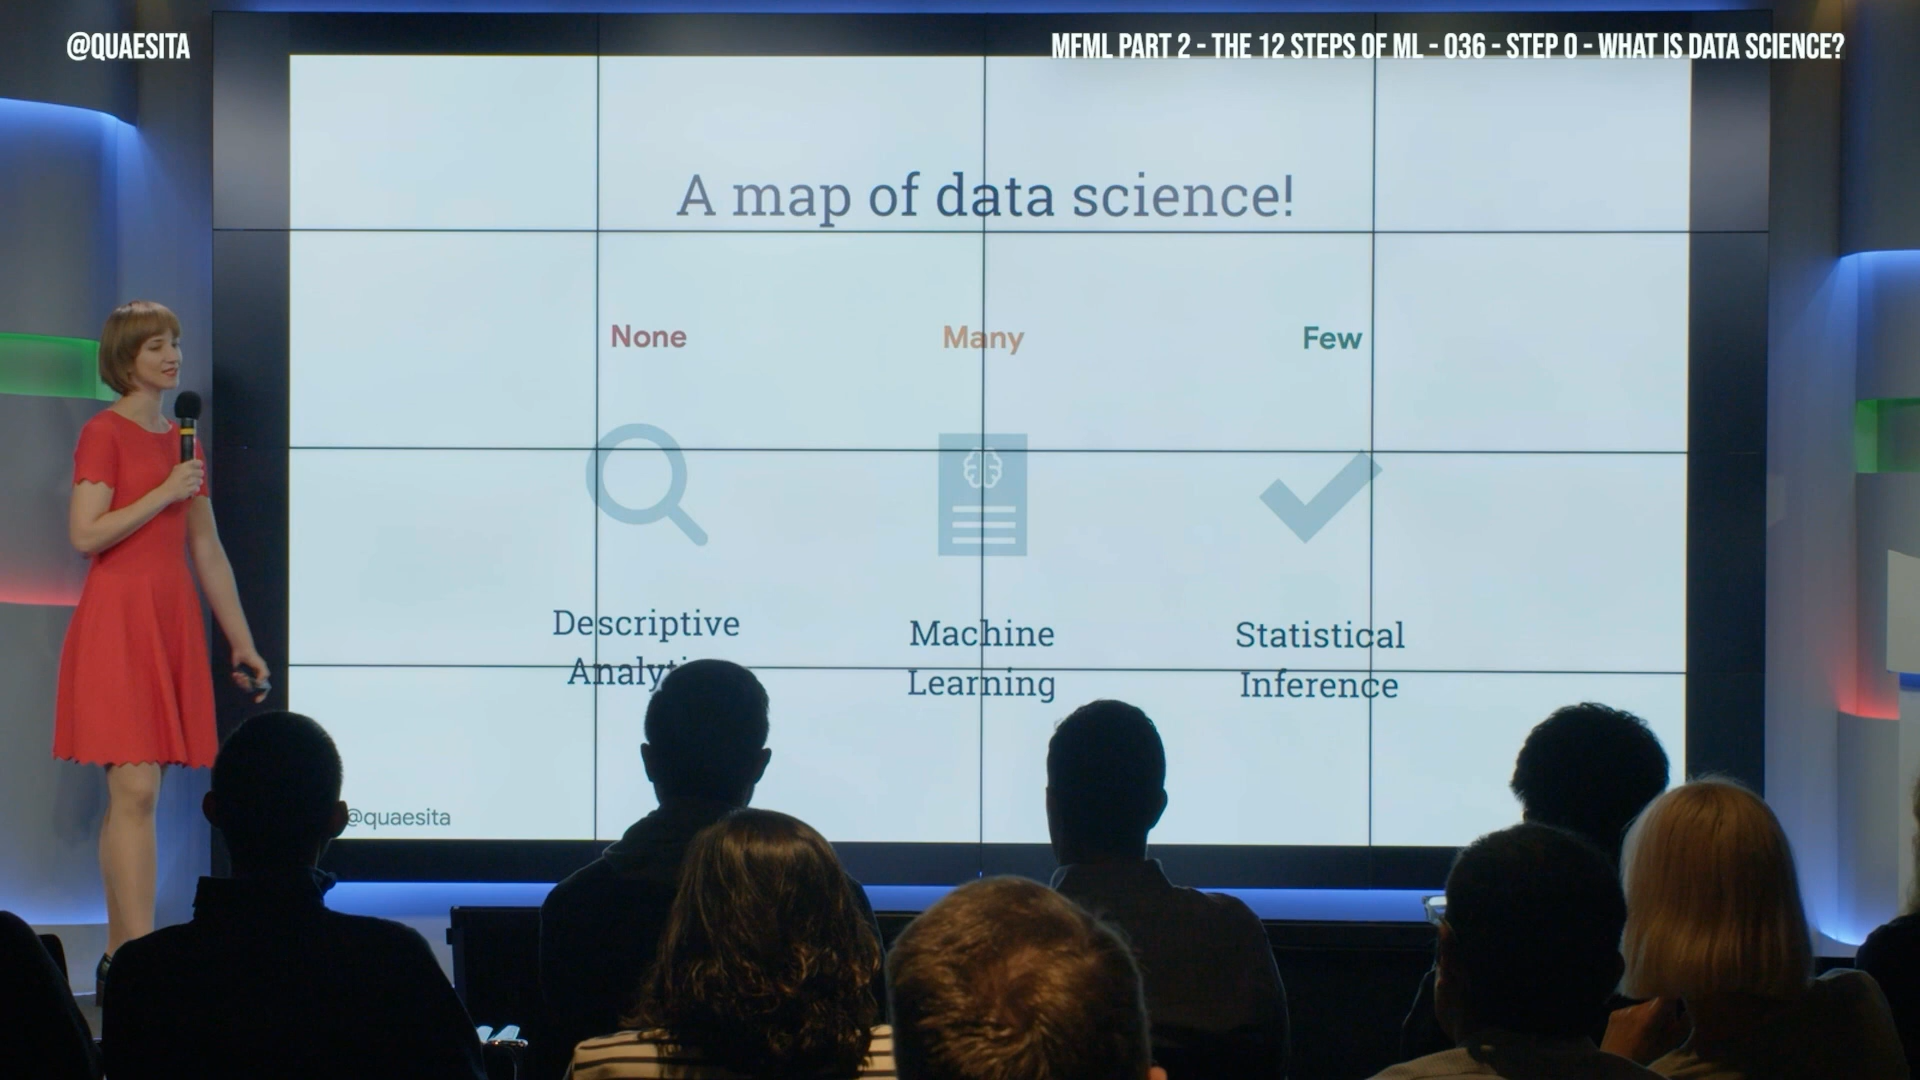 @QUAESITA
MFML PART 2 - THE 12 STEPS OF ML - 036 - STEP 0 - WHAT IS DATA SCIENCE?
A map of data science!
None
Many
Few
Descriptive
Machine
Learning
Statistical
Inference
@quaesita